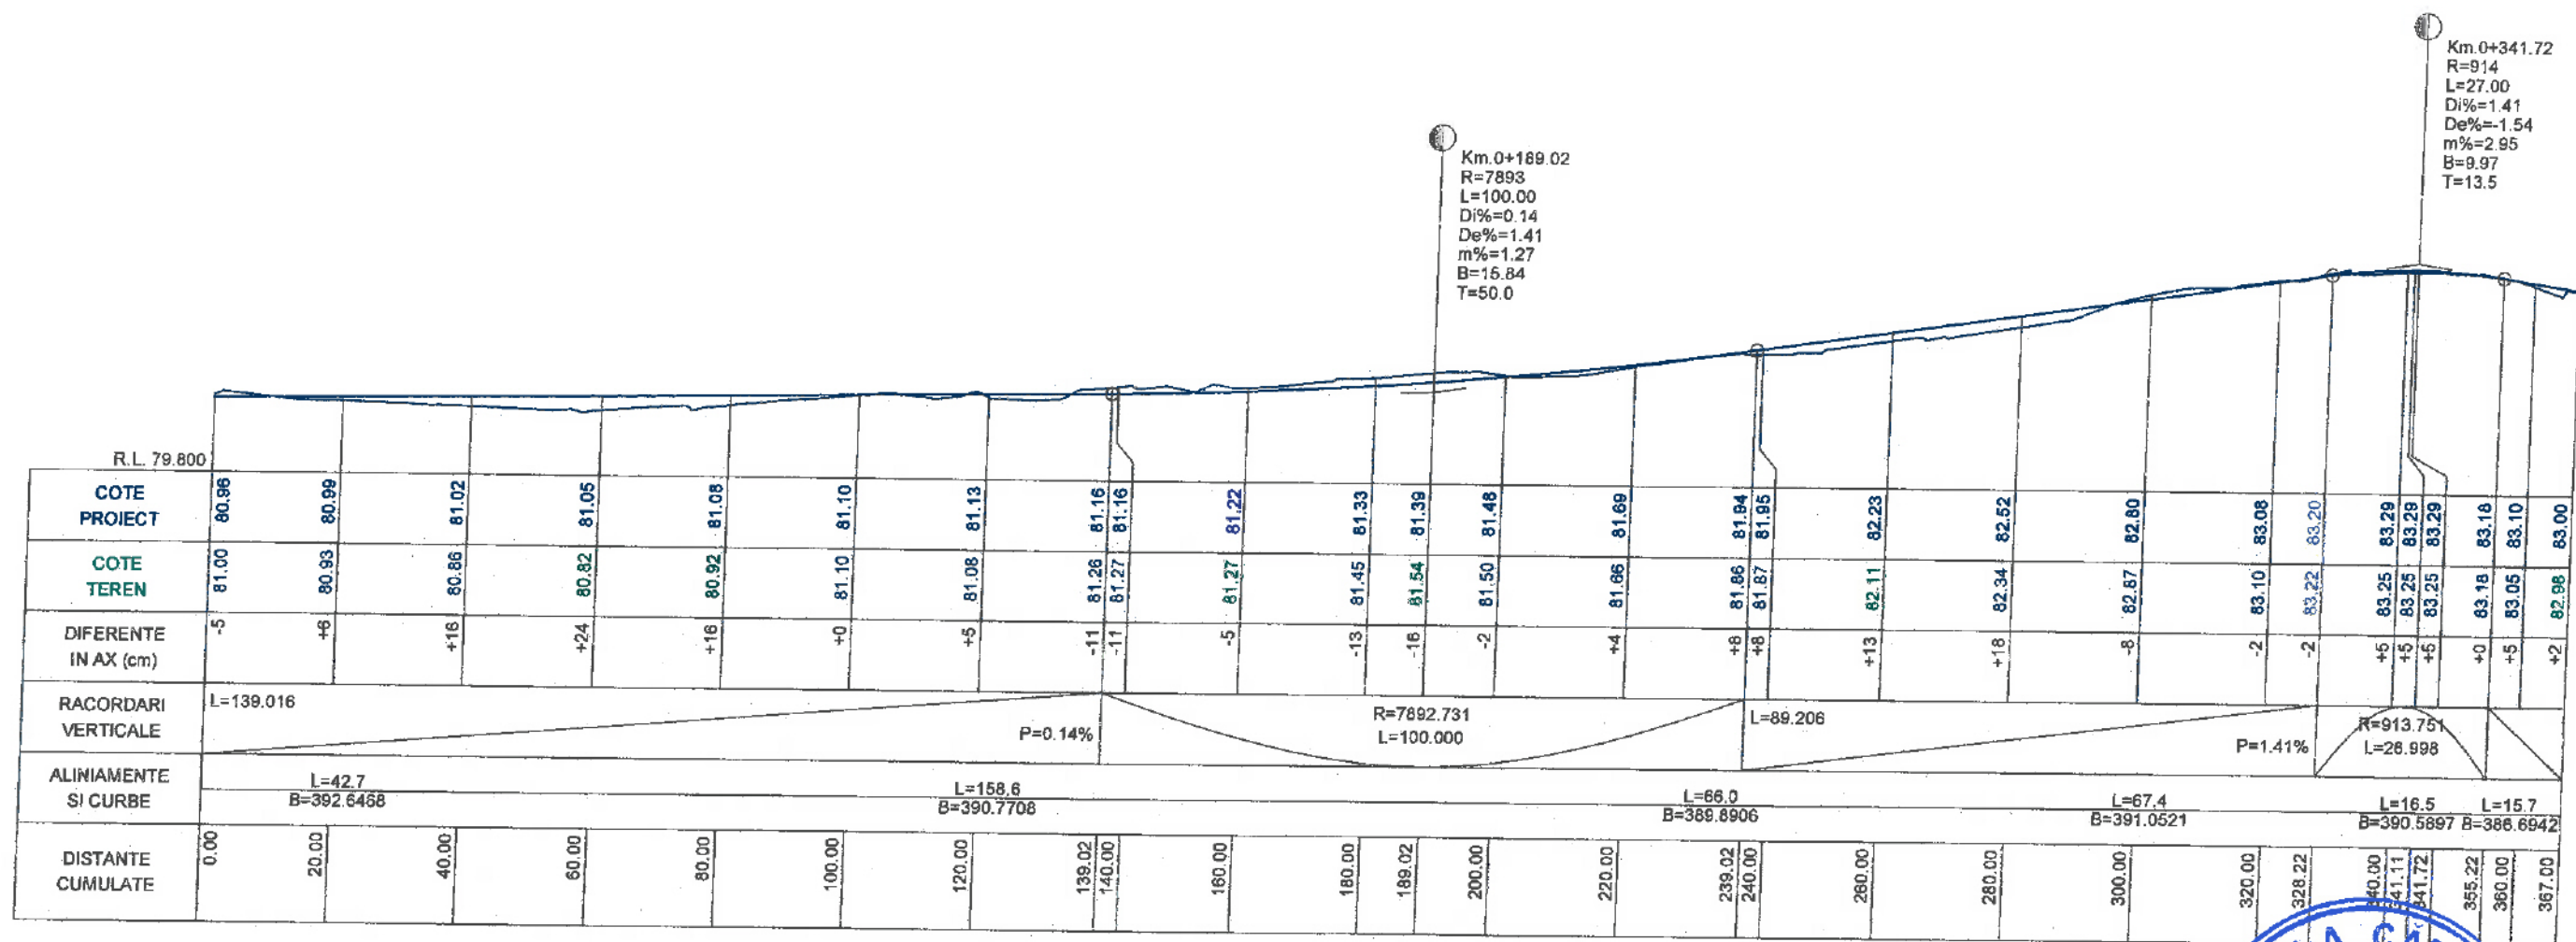 Km.0+341.72
R=914
L=27.00
Di%=1.41
De%=-1.54
m%=2.95
B=9.97
T=13.5
Km.0+189.02
R=7893
L=100.00
Di%=0.14
De%=1.41
m%=1.27
B=15.84
T=50.0
R.L. 79.800
COTE
PROIECT
80.96 80.99 81.02 81.05 81.08 81.10 81.13 81.16 81.16 81.22 81.33 81.39 81.48 81.69 81.94 81.95 82.23 82.52 82.80 83.08 83.20 83.29 83.29 83.29 83.18 83.10 83.00
COTE
TEREN
81.00 80.93 80.86 80.82 80.92 81.10 81.08 81.26 81.27 81.27 81.45 81.54 81.50 81.66 81.86 81.87 82.11 82.34 82.87 83.10 83.22 83.25 83.25 83.25 83.18 83.05 82.98
DIFERENTE
IN AX (cm)
-5 +6 +16 +24 +16 +0 +5 -11 -11 -5 -13 -16 -2 +4 +8 +8 +13 +18 -8 -2 -2 +5 +5 +5 +0 +5 +2
RACORDARI
VERTICALE
L=139.016
P=0.14%
R=7892.731
L=100.000
L=89.206
P=1.41%
R=913.751
L=26.998
ALINIAMENTE
SI CURBE
L=42.7
B=392.6468
L=158.6
B=390.7708
L=66.0
B=389.8906
L=67.4
B=391.0521
L=16.5
B=390.5897
L=15.7
B=386.6942
DISTANTE
CUMULATE
0.00 20.00 40.00 60.00 80.00 100.00 120.00 139.02 140.00 160.00 180.00 189.02 200.00 220.00 239.02 240.00 260.00 280.00 300.00 320.00 328.22 340.00 341.11 341.72 355.22 360.00 367.00